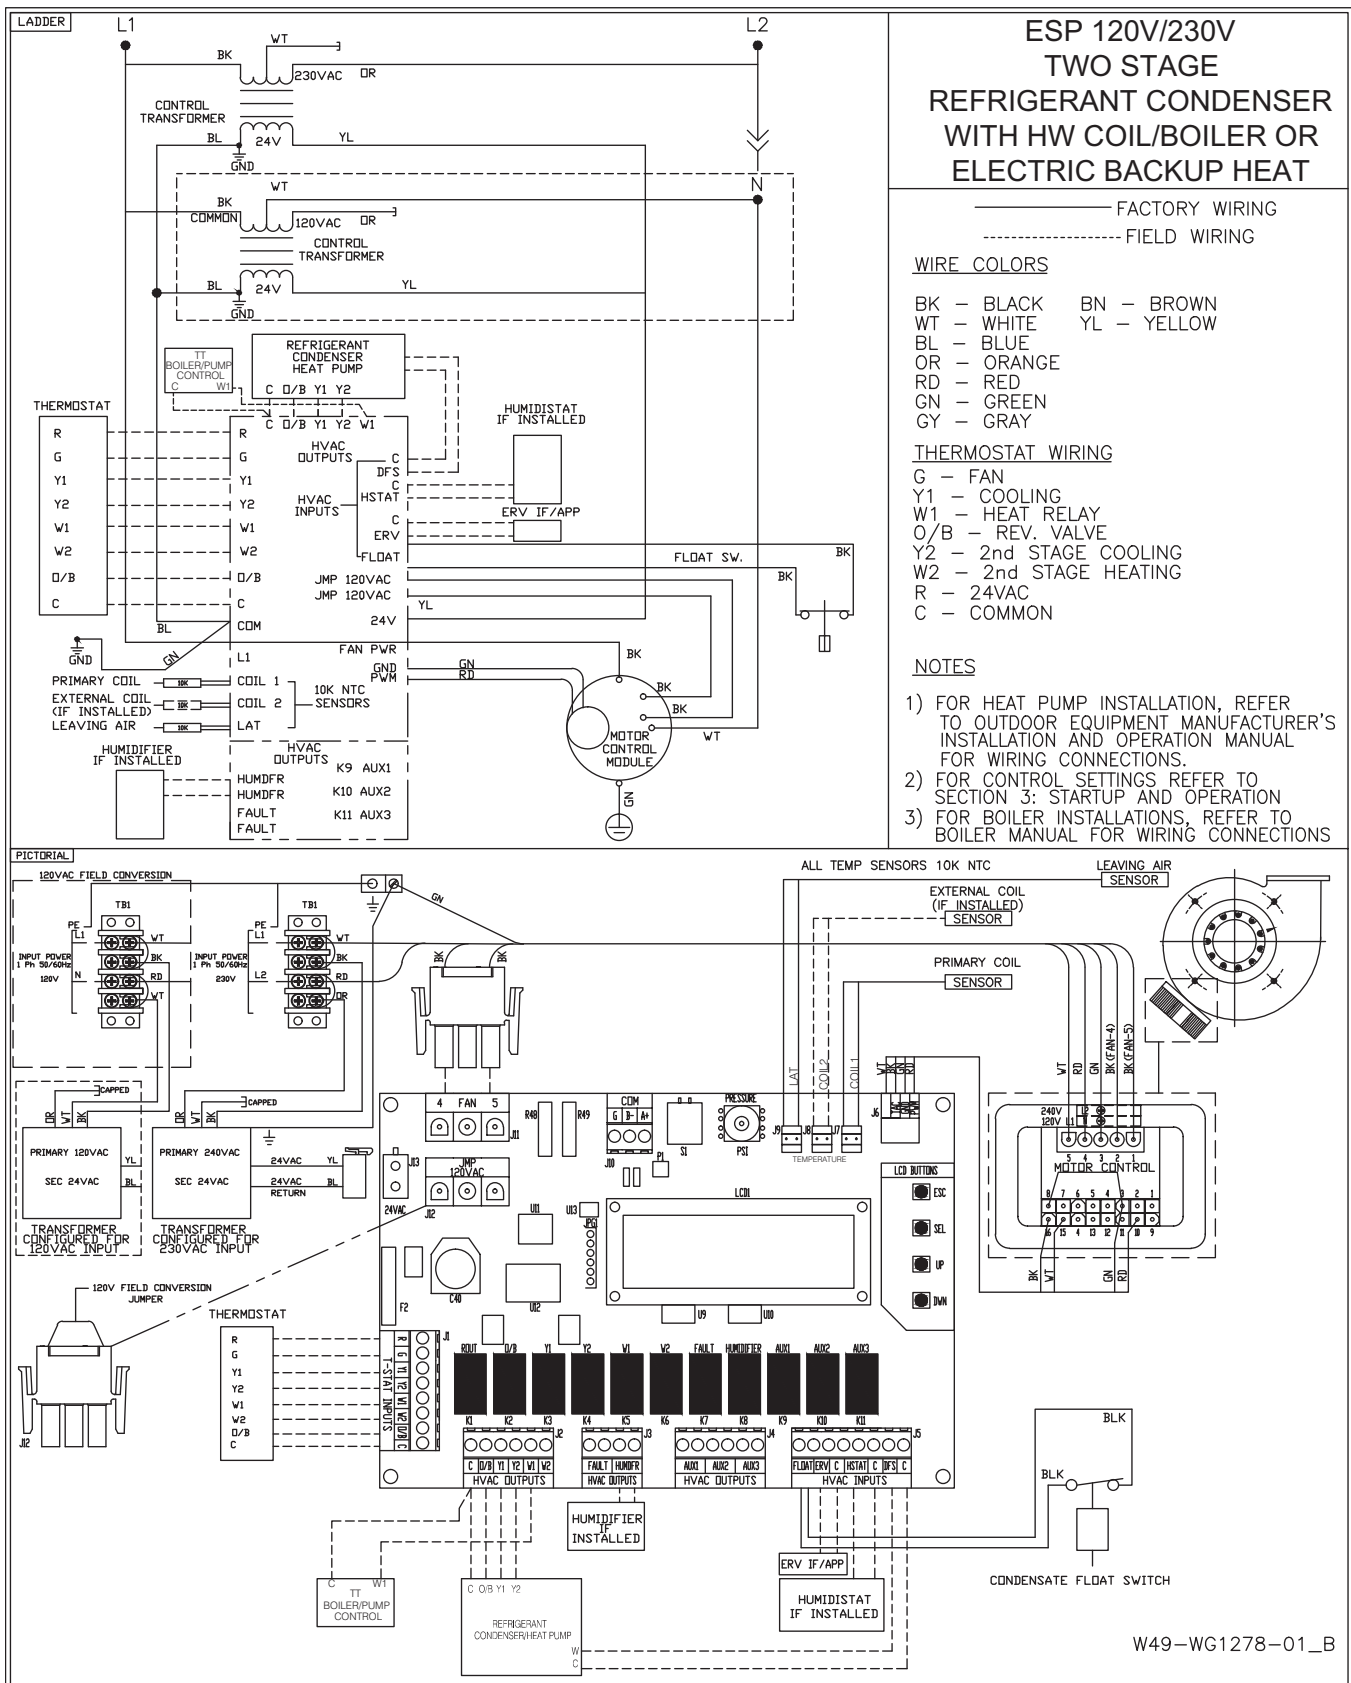 LADDER
L1
L2
WT
BK
230VAC OR
CONTROL
TRANSFORMER
BL
24V
YL
GND
WT
N
BK
COMMON
120VAC OR
CONTROL
TRANSFORMER
BL
24V
YL
GND
TT
BOILER/PUMP
CONTROL
C W1
REFRIGERANT
CONDENSER
HEAT PUMP
C O/B Y1 Y2
C O/B Y1 Y2 W1
THERMOSTAT
R
G
Y1
Y2
W1
W2
O/B
C
R
G
Y1
Y2
W1
W2
O/B
C
COM
L1
HVAC
OUTPUTS
HVAC
INPUTS
C
DFS
C
HSTAT
C
ERV
FLOAT
HUMIDISTAT
IF INSTALLED
ERV IF/APP
FLOAT SW.
BK
BK
JMP 120VAC
JMP 120VAC
24V
YL
FAN PWR
GND
PWM
GN
RD
BL
GND
GN
PRIMARY COIL
10K
COIL 1
EXTERNAL COIL
(IF INSTALLED)
10K
COIL 2
LEAVING AIR
10K
LAT
10K NTC
SENSORS
BK
BK
BK
WT
MOTOR
CONTROL
MODULE
GN
HUMIDIFIER
IF INSTALLED
HVAC
OUTPUTS
HUMDFR
HUMDFR
FAULT
FAULT
K9 AUX1
K10 AUX2
K11 AUX3
ESP 120V/230V
TWO STAGE
REFRIGERANT CONDENSER
WITH HW COIL/BOILER OR
ELECTRIC BACKUP HEAT
FACTORY WIRING
FIELD WIRING
WIRE COLORS
BK – BLACK BN – BROWN
WT – WHITE YL – YELLOW
BL – BLUE
OR – ORANGE
RD – RED
GN – GREEN
GY – GRAY
THERMOSTAT WIRING
G – FAN
Y1 – COOLING
W1 – HEAT RELAY
O/B – REV. VALVE
Y2 – 2nd STAGE COOLING
W2 – 2nd STAGE HEATING
R – 24VAC
C – COMMON
NOTES
1) FOR HEAT PUMP INSTALLATION, REFER
TO OUTDOOR EQUIPMENT MANUFACTURER'S
INSTALLATION AND OPERATION MANUAL
FOR WIRING CONNECTIONS.
2) FOR CONTROL SETTINGS REFER TO
SECTION 3: STARTUP AND OPERATION
3) FOR BOILER INSTALLATIONS, REFER TO
BOILER MANUAL FOR WIRING CONNECTIONS
PICTORIAL
120VAC FIELD CONVERSION
TB1
PE
L1
INPUT POWER
1 Ph 50/60Hz
120V
N
WT
BK
RD
WT
TB1
PE
L1
INPUT POWER
1 Ph 50/60Hz
230V
L2
WT
BK
RD
OR
GN
BK
BK
CAPPED
OR
WT
BK
PRIMARY 120VAC
SEC 24VAC
YL
BL
TRANSFORMER
CONFIGURED FOR
120VAC INPUT
CAPPED
OR
WT
BK
PRIMARY 240VAC
SEC 24VAC
24VAC YL
24VAC BL
RETURN
TRANSFORMER
CONFIGURED FOR
230VAC INPUT
120V FIELD CONVERSION
JUMPER
J12
THERMOSTAT
R
G
Y1
Y2
W1
W2
O/B
C
ALL TEMP SENSORS 10K NTC
LEAVING AIR
SENSOR
EXTERNAL COIL
(IF INSTALLED)
SENSOR
PRIMARY COIL
SENSOR
LAT
COIL2
COIL1
WT
BK
GN
RD
4 FAN 5
J11
R48
R49
COM
G B- A+
J10
S1
P1
PRESSURE
PS1
J9
J8
J7
TEMPERATURE
J6
J13
24VAC
JMP
120VAC
J12
U11
U13
JPG1
LCD1
LCD BUTTONS
ESC
SEL
UP
DWN
C40
U12
U9
U10
F2
J1
T-STAT INPUTS
R
G
Y1
Y2
W1
W2
O/B
C
ROUT O/B Y1 Y2 W1 W2 FAULT HUMIDIFIER AUX1 AUX2 AUX3
K1 K2 K3 K4 K5 K6 K7 K8 K9 K10 K11
J2
J3
J4
J5
C O/B Y1 Y2 W1 W2
HVAC OUTPUTS
FAULT HUMDFR
HVAC OUTPUTS
AUX1 AUX2 AUX3
HVAC OUTPUTS
FLOAT ERV C HSTAT C DFS C
HVAC INPUTS
WT
RD
GN
BK(FAN-4)
BK(FAN-5)
240V L2
120V L1 N
5 4 3 2 1
MOTOR CONTROL
8 7 6 5 4 3 2 1
16 15 4 13 12 11 10 9
BK
WT
GN
RD
HUMIDIFIER
IF
INSTALLED
ERV IF/APP
HUMIDISTAT
IF INSTALLED
BLK
BLK
CONDENSATE FLOAT SWITCH
C W1
TT
BOILER/PUMP
CONTROL
C O/B Y1 Y2
REFRIGERANT
CONDENSER/HEAT PUMP
W
C
W49-WG1278-01_B